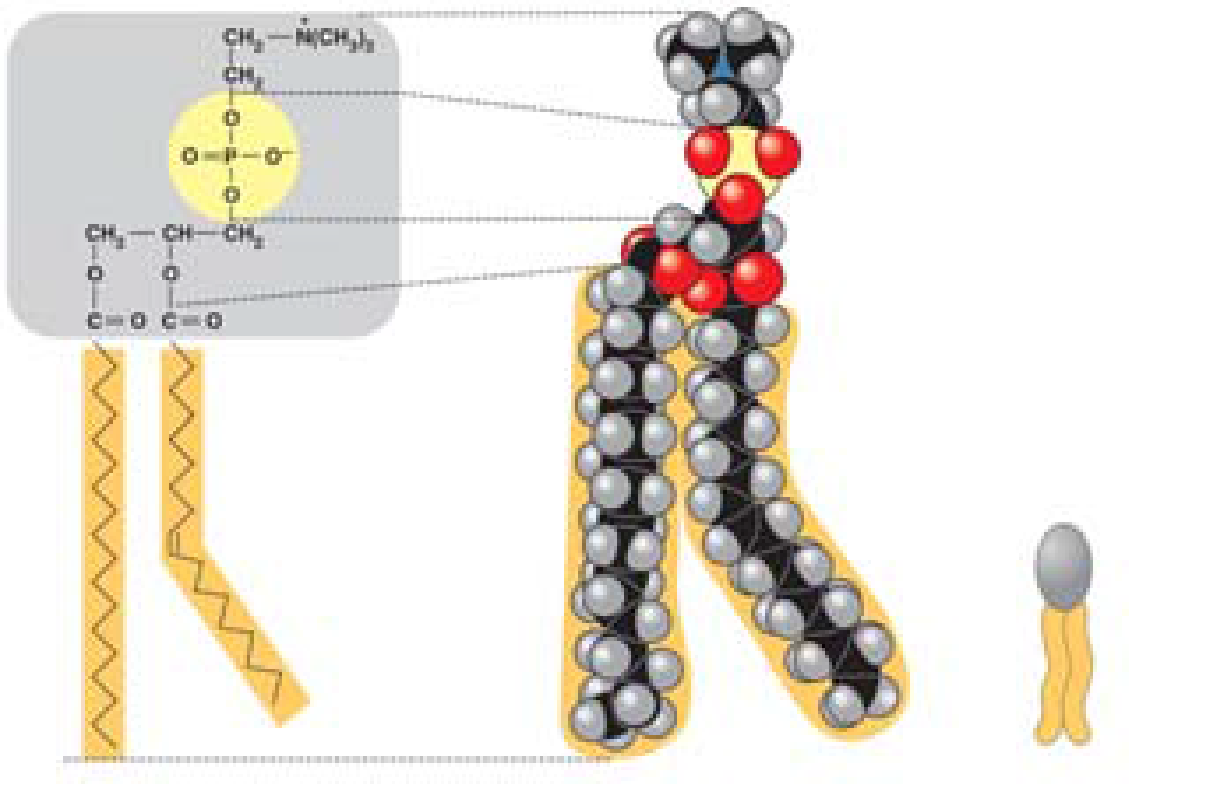 +
CH₂—N(CH₃)₃
CH₂
O
O=P—O⁻
O
CH₂—CH—CH₂
O O
C=O C=O